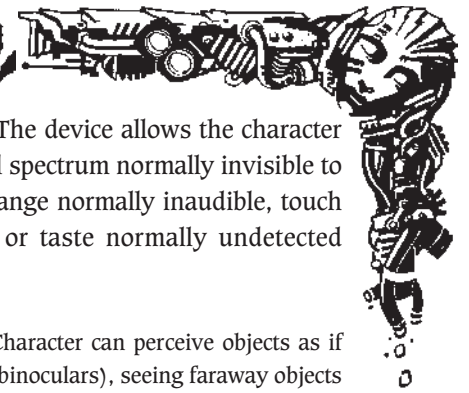 The device allows the character
spectrum normally invisible to
ange normally inaudible, touch
or taste normally undetected
Character can perceive objects as if
binoculars), seeing faraway objects